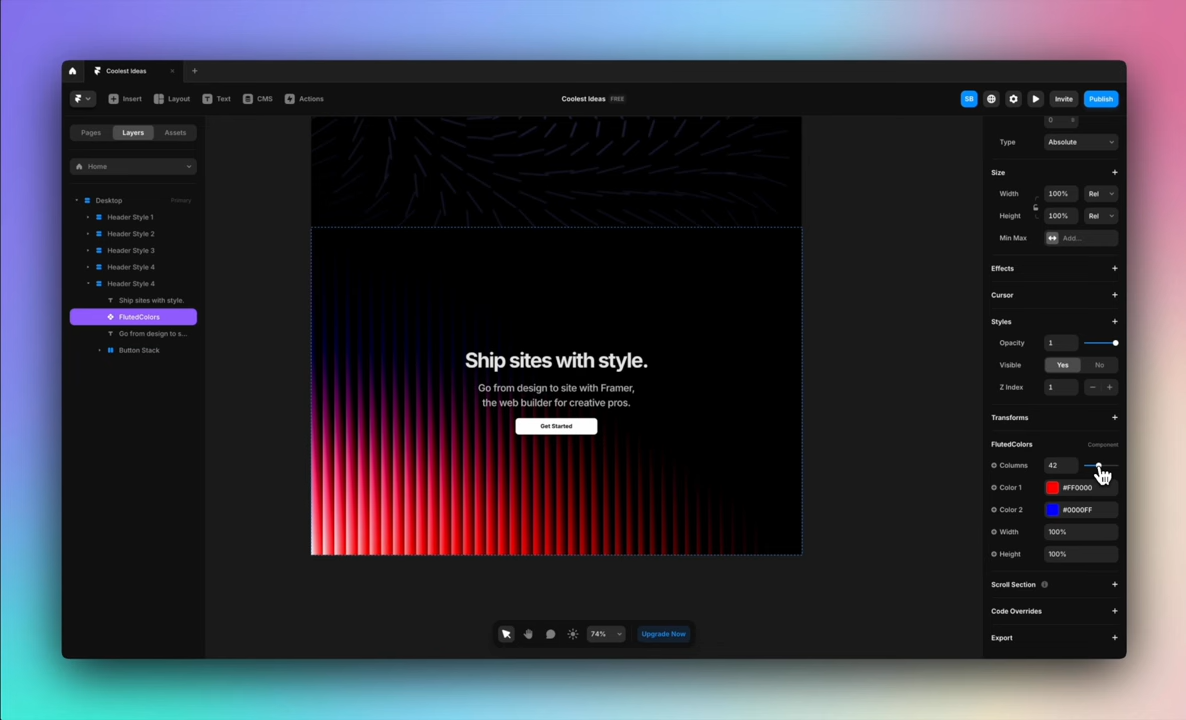 Coolest Ideas
Insert Layout Text CMS Actions
Coolest Ideas FREE
SB
Invite
Publish
Pages Layers Assets
Home
Desktop Primary
Header Style 1
Header Style 2
Header Style 3
Header Style 4
Header Style 4
Ship sites with style.
FlutedColors
Go from design to s...
Button Stack
Ship sites with style.
Go from design to site with Framer,
the web builder for creative pros.
Get Started
74%
Upgrade Now
0
Type Absolute
Size
Width 100% Rel
Height 100% Rel
Min Max Add...
Effects
Cursor
Styles
Opacity 1
Visible Yes No
Z Index 1
Transforms
FlutedColors Component
Columns 42
Color 1 #FF0000
Color 2 #0000FF
Width 100%
Height 100%
Scroll Section
Code Overrides
Export